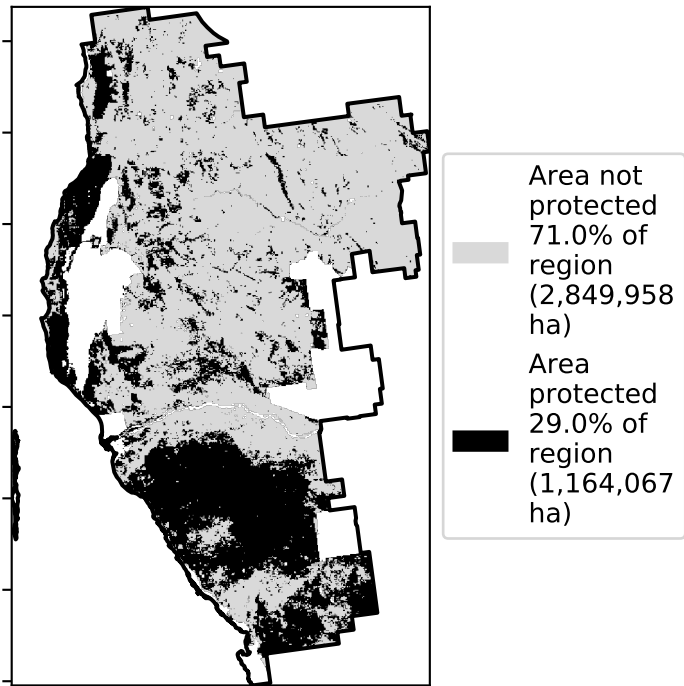 Area not
protected
71.0% of
region
(2,849,958
ha)
Area
protected
29.0% of
region
(1,164,067
ha)